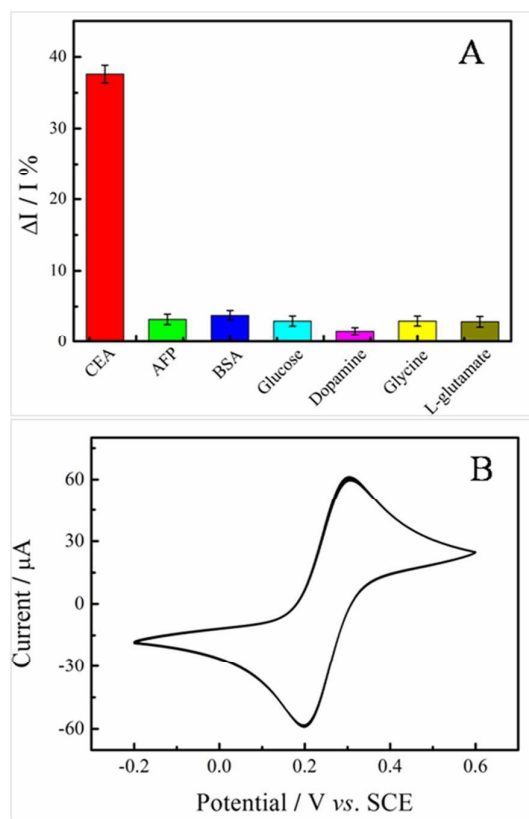 A
40
30
20
10
0
ΔI / I %
CEA
AFP
BSA
Glucose
Dopamine
Glycine
L-glutamate
B
60
30
0
-30
-60
Current / μA
-0.2 0.0 0.2 0.4 0.6
Potential / V vs. SCE